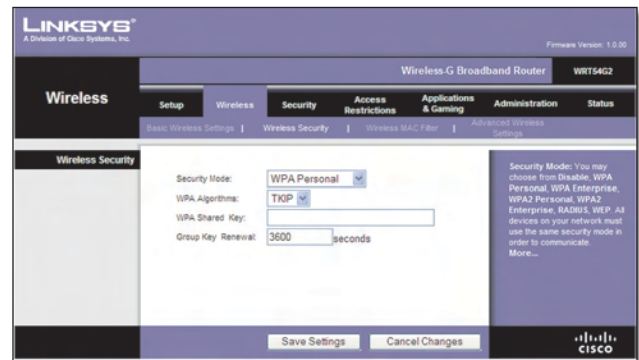 LINKSYS®
A Division of Cisco Systems, Inc.
Firmware Version: 1.0.00
Wireless-G Broadband Router WRT54G2
Wireless
Setup Wireless Security Access Restrictions Applications & Gaming Administration Status
Basic Wireless Settings | Wireless Security | Wireless MAC Filter | Advanced Wireless Settings
Wireless Security
Security Mode: WPA Personal
WPA Algorithms: TKIP
WPA Shared Key:
Group Key Renewal: 3600 seconds
Security Mode: You may
choose from Disable, WPA
Personal, WPA Enterprise,
WPA2 Personal, WPA2
Enterprise, RADIUS, WEP. All
devices on your network must
use the same security mode in
order to communicate.
More...
Save Settings Cancel Changes
CISCO